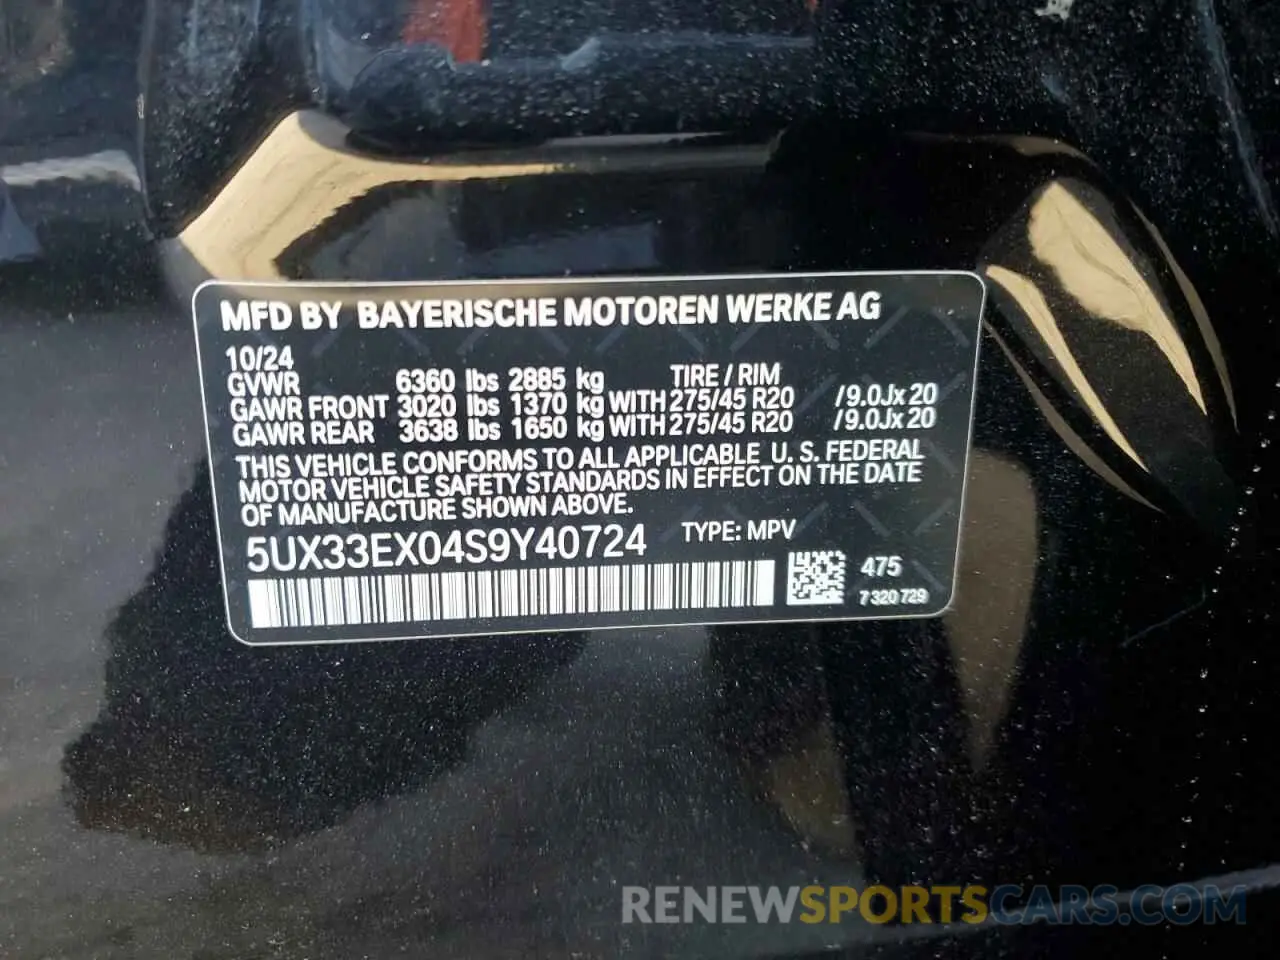 MFD BY BAYERISCHE MOTOREN WERKE AG
10/24
GVWR 6360 lbs 2885 kg TIRE / RIM
GAWR FRONT 3020 lbs 1370 kg WITH 275/45 R20 /9.0Jx20
GAWR REAR 3638 lbs 1650 kg WITH 275/45 R20 /9.0Jx20
THIS VEHICLE CONFORMS TO ALL APPLICABLE U. S. FEDERAL
MOTOR VEHICLE SAFETY STANDARDS IN EFFECT ON THE DATE
OF MANUFACTURE SHOWN ABOVE.
5UX33EX04S9Y40724 TYPE: MPV
475
7 320 729
RENEWSPORTSCARS.COM